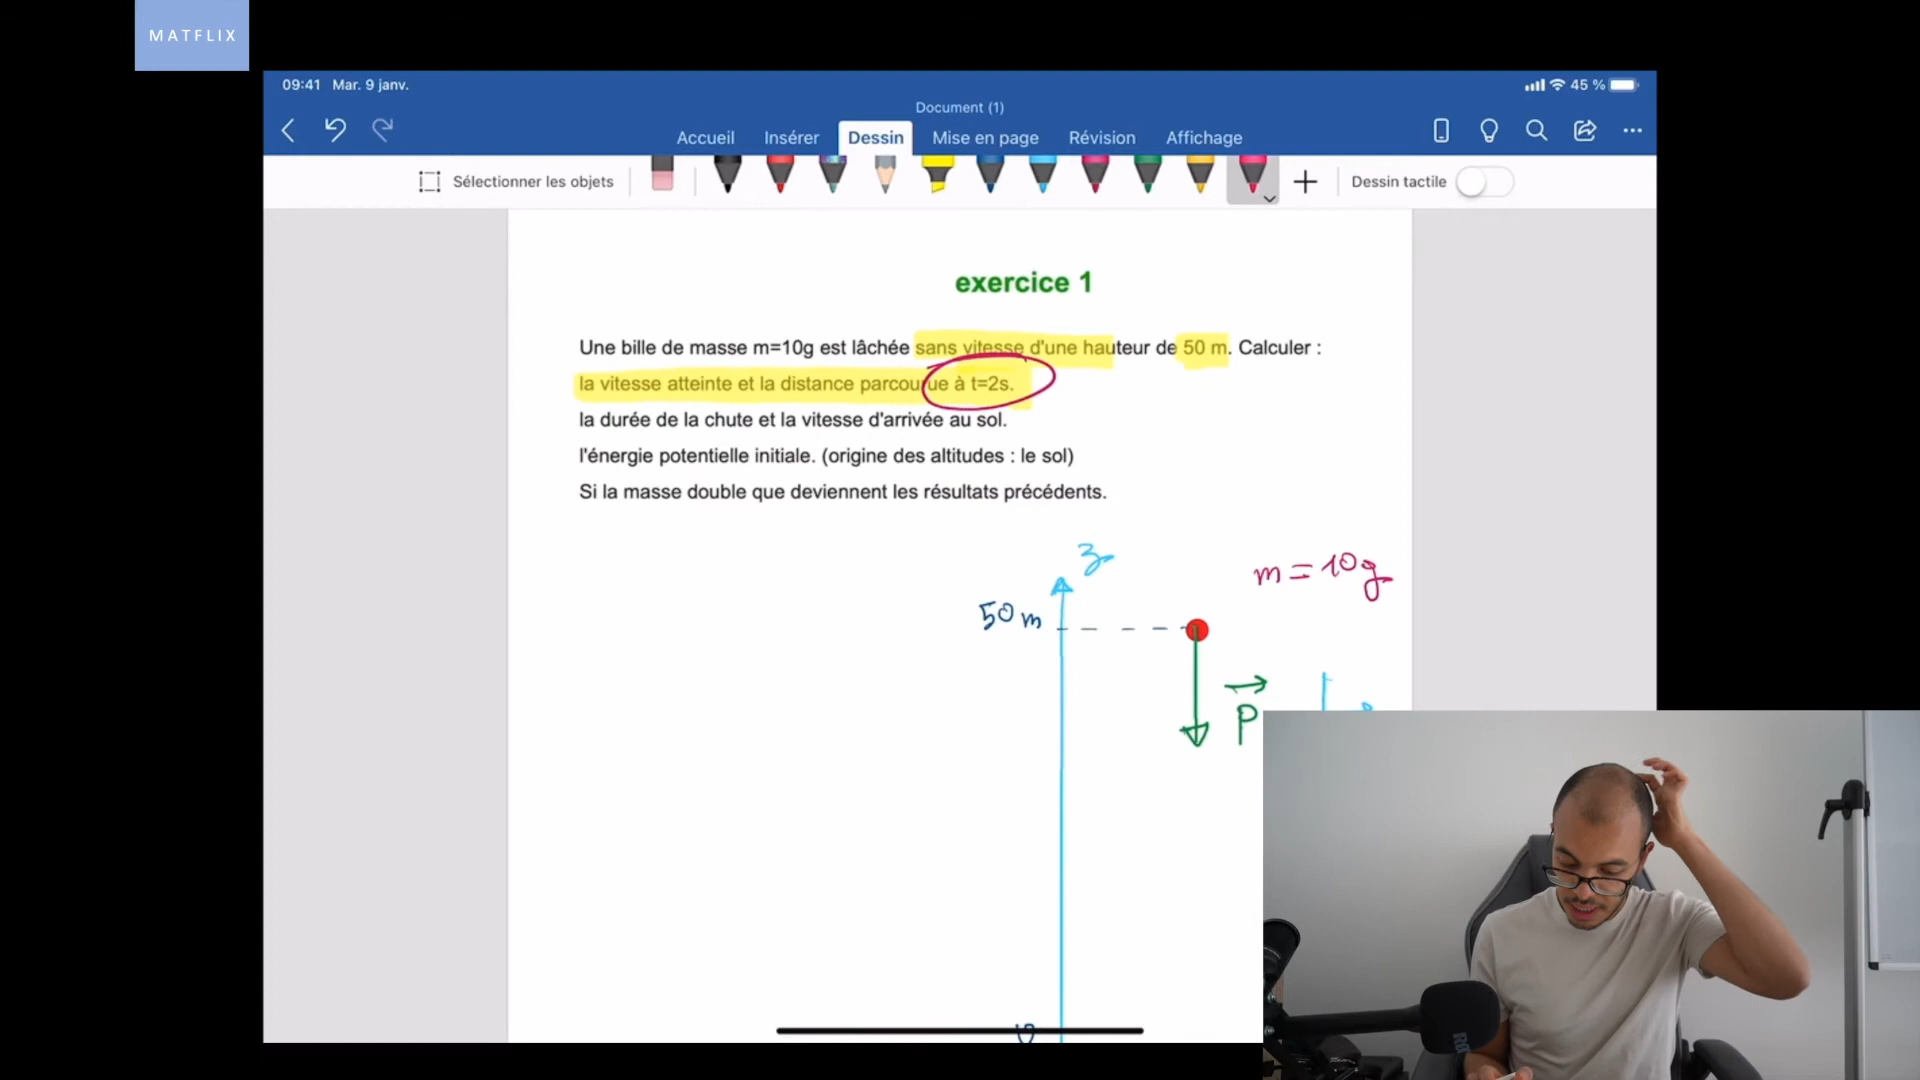 MATFLIX
09:41 Mar. 9 janv.
45 %
Document (1)
Accueil Insérer Dessin Mise en page Révision Affichage
Sélectionner les objets
Dessin tactile
exercice 1
Une bille de masse m=10g est lâchée sans vitesse d'une hauteur de 50 m. Calculer :
la vitesse atteinte et la distance parcourue à t=2s.
la durée de la chute et la vitesse d'arrivée au sol.
l'énergie potentielle initiale. (origine des altitudes : le sol)
Si la masse double que deviennent les résultats précédents.
z
m = 10g
50 m
P